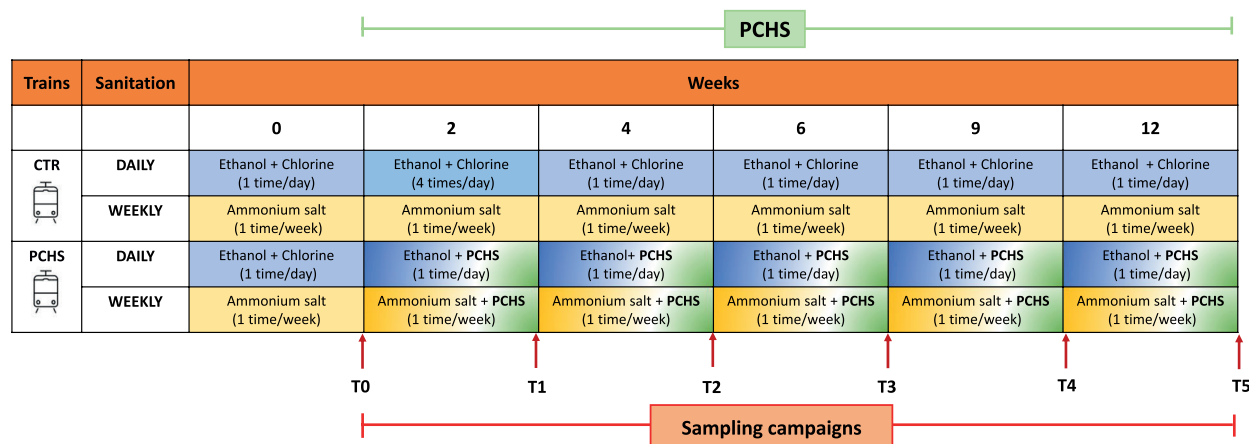 PCHS
Trains Sanitation Weeks
0 2 4 6 9 12
CTR DAILY Ethanol + Chlorine Ethanol + Chlorine Ethanol + Chlorine Ethanol + Chlorine Ethanol + Chlorine Ethanol + Chlorine
(1 time/day) (4 times/day) (1 time/day) (1 time/day) (1 time/day) (1 time/day)
WEEKLY Ammonium salt Ammonium salt Ammonium salt Ammonium salt Ammonium salt Ammonium salt
(1 time/week) (1 time/week) (1 time/week) (1 time/week) (1 time/week) (1 time/week)
PCHS DAILY Ethanol + Chlorine Ethanol + PCHS Ethanol+ PCHS Ethanol + PCHS Ethanol + PCHS Ethanol + PCHS
(1 time/day) (1 time/day) (1 time/day) (1 time/day) (1 time/day) (1 time/day)
WEEKLY Ammonium salt Ammonium salt + PCHS Ammonium salt + PCHS Ammonium salt + PCHS Ammonium salt + PCHS Ammonium salt + PCHS
(1 time/week) (1 time/week) (1 time/week) (1 time/week) (1 time/week) (1 time/week)
T0 T1 T2 T3 T4 T5
Sampling campaigns